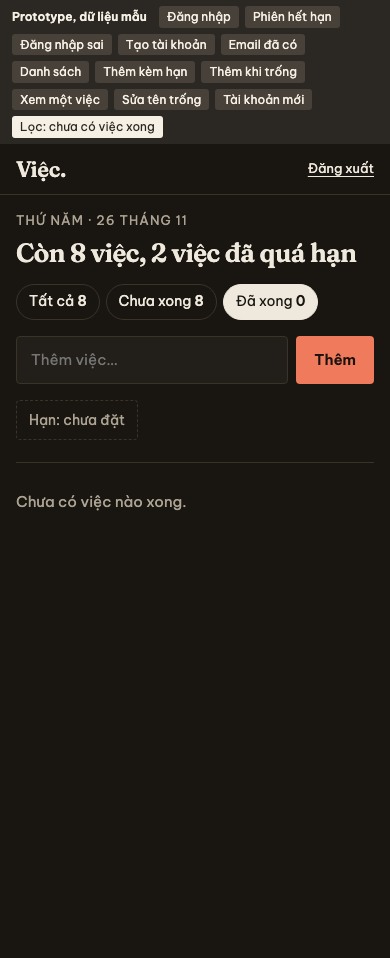 Prototype, dữ liệu mẫu Đăng nhập Phiên hết hạn
Đăng nhập sai Tạo tài khoản Email đã có
Danh sách Thêm kèm hạn Thêm khi trống
Xem một việc Sửa tên trống Tài khoản mới
Lọc: chưa có việc xong
Việc. Đăng xuất
THỨ NĂM · 26 THÁNG 11
Còn 8 việc, 2 việc đã quá hạn
Tất cả 8 Chưa xong 8 Đã xong 0
Thêm việc... Thêm
Hạn: chưa đặt
Chưa có việc nào xong.